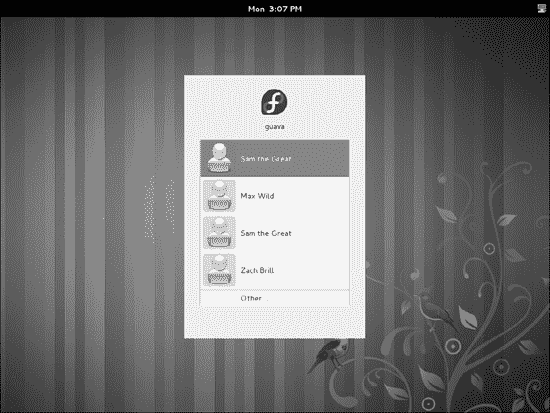 Mon 3:07 PM
guava
Sam the Great
Max Wild
Sam the Great
Zach Brill
Other...